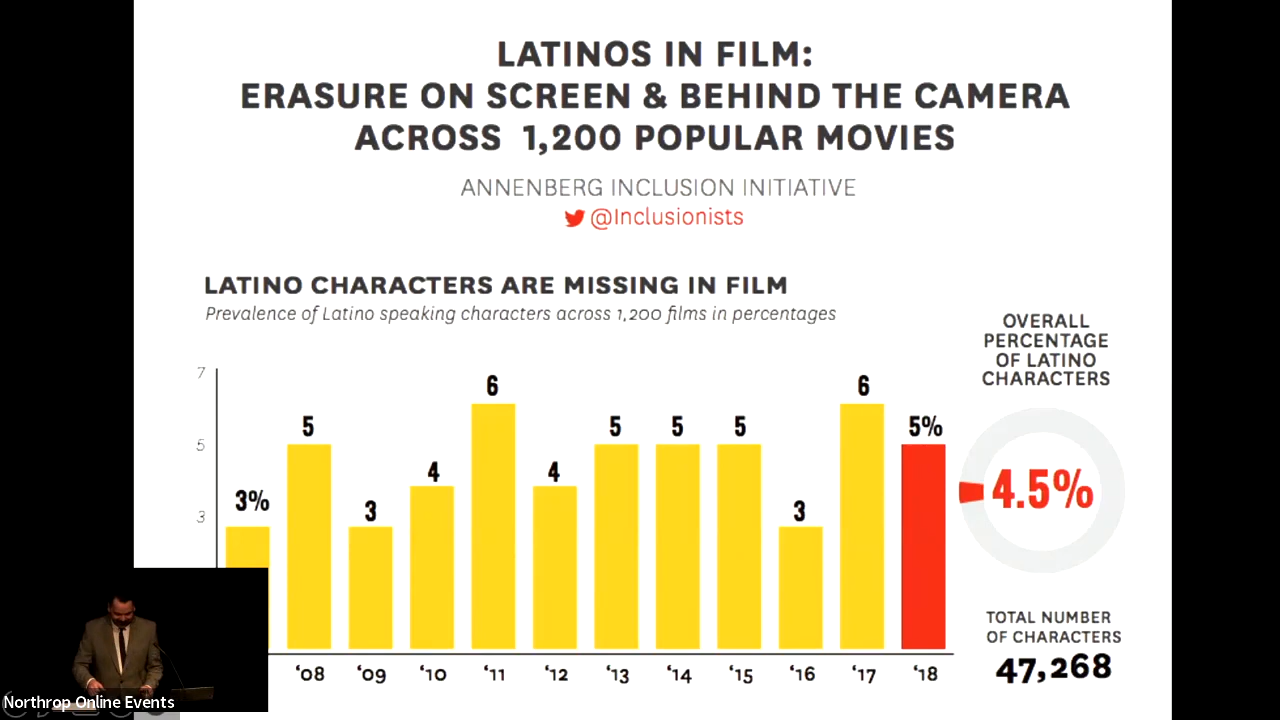 LATINOS IN FILM:
ERASURE ON SCREEN & BEHIND THE CAMERA
ACROSS 1,200 POPULAR MOVIES
ANNENBERG INCLUSION INITIATIVE
@Inclusionists
LATINO CHARACTERS ARE MISSING IN FILM
Prevalence of Latino speaking characters across 1,200 films in percentages
7
5
3
3%
5
3
4
6
4
5
5
5
3
6
5%
'08
'09
'10
'11
'12
'13
'14
'15
'16
'17
'18
OVERALL
PERCENTAGE
OF LATINO
CHARACTERS
4.5%
TOTAL NUMBER
OF CHARACTERS
47,268
Northrop Online Events